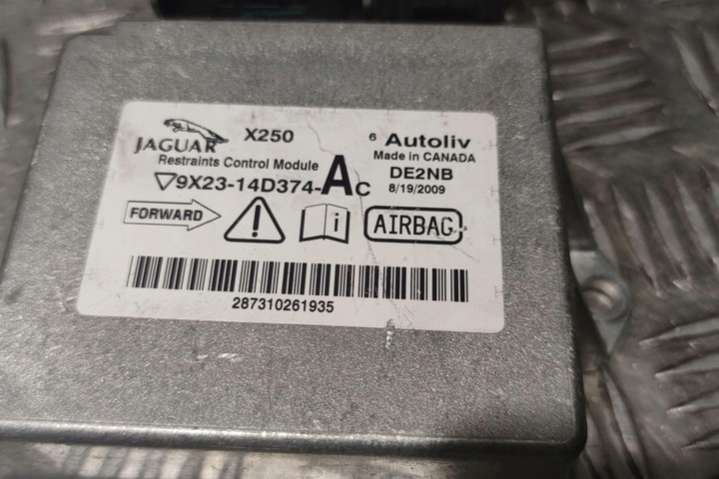 JAGUAR X250 6 Autoliv
Restraints Control Module Made in CANADA
9X23-14D374-AC DE2NB
8/19/2009
FORWARD i AIRBAG
287310261935